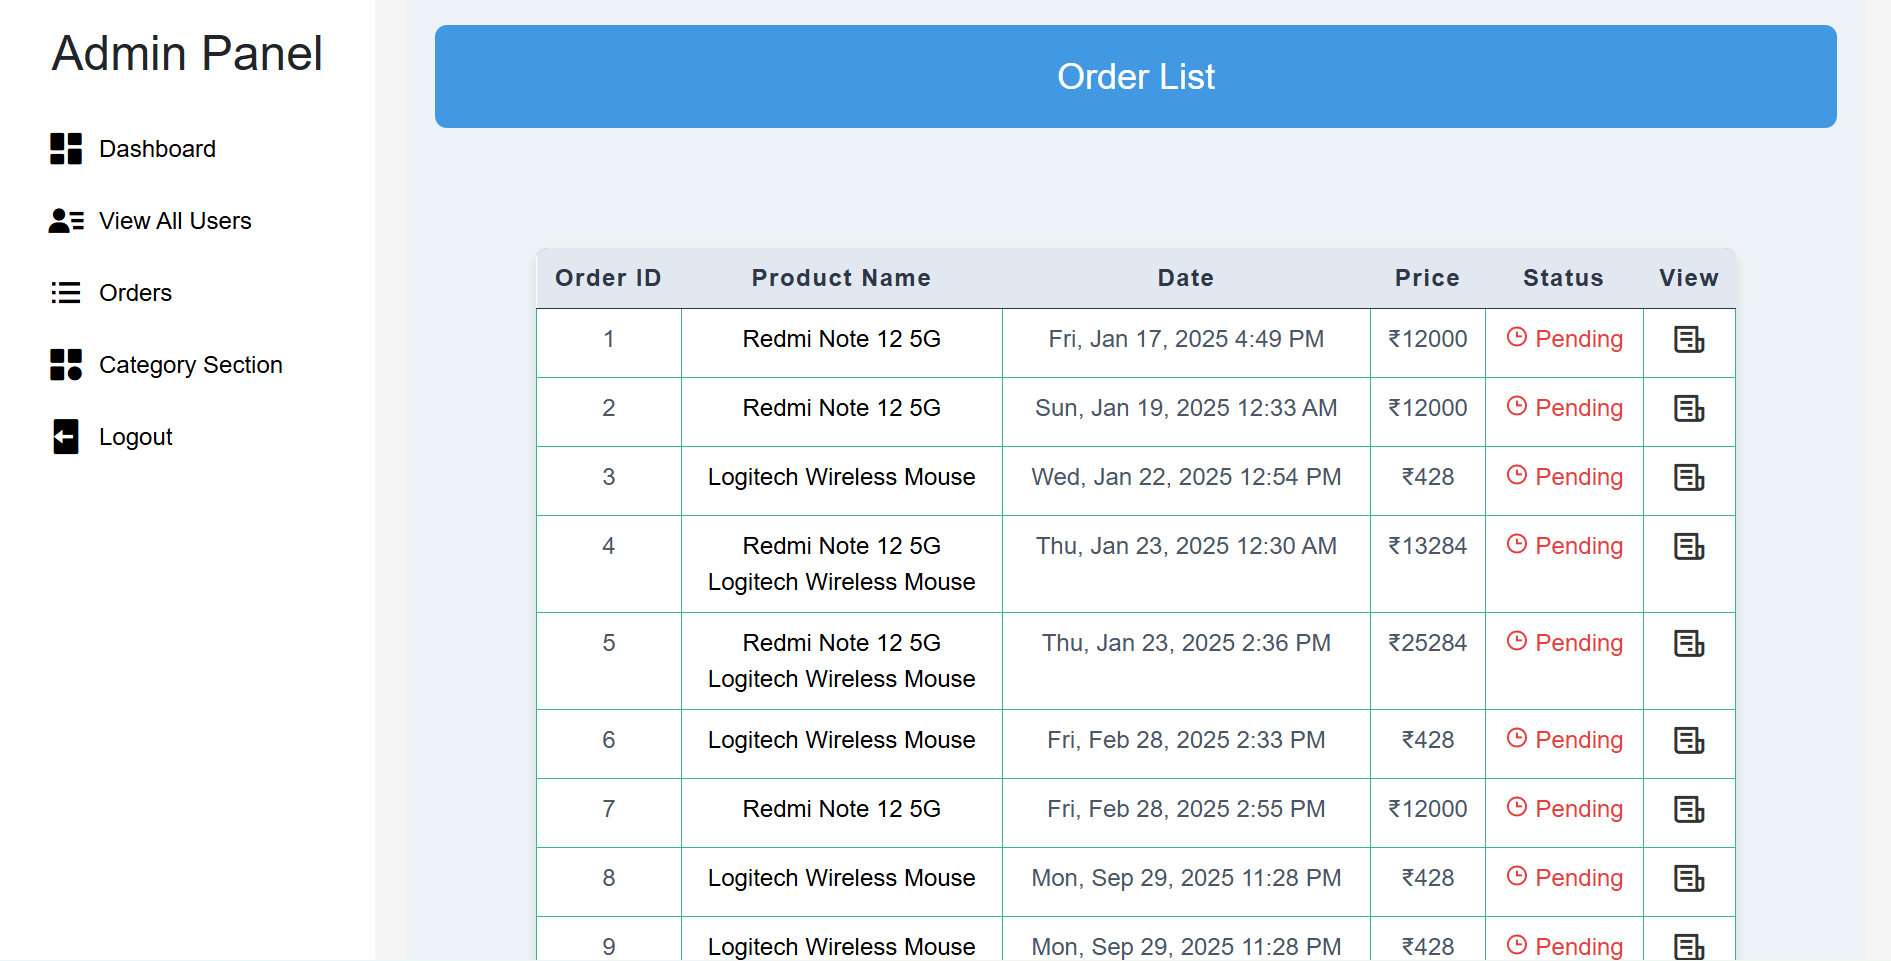 Admin Panel
Dashboard
View All Users
Orders
Category Section
Logout
Order List
Order ID Product Name Date Price Status View
1 Redmi Note 12 5G Fri, Jan 17, 2025 4:49 PM ₹12000 Pending
2 Redmi Note 12 5G Sun, Jan 19, 2025 12:33 AM ₹12000 Pending
3 Logitech Wireless Mouse Wed, Jan 22, 2025 12:54 PM ₹428 Pending
4 Redmi Note 12 5G Thu, Jan 23, 2025 12:30 AM ₹13284 Pending
Logitech Wireless Mouse
5 Redmi Note 12 5G Thu, Jan 23, 2025 2:36 PM ₹25284 Pending
Logitech Wireless Mouse
6 Logitech Wireless Mouse Fri, Feb 28, 2025 2:33 PM ₹428 Pending
7 Redmi Note 12 5G Fri, Feb 28, 2025 2:55 PM ₹12000 Pending
8 Logitech Wireless Mouse Mon, Sep 29, 2025 11:28 PM ₹428 Pending
9 Logitech Wireless Mouse Mon, Sep 29, 2025 11:28 PM ₹428 Pending